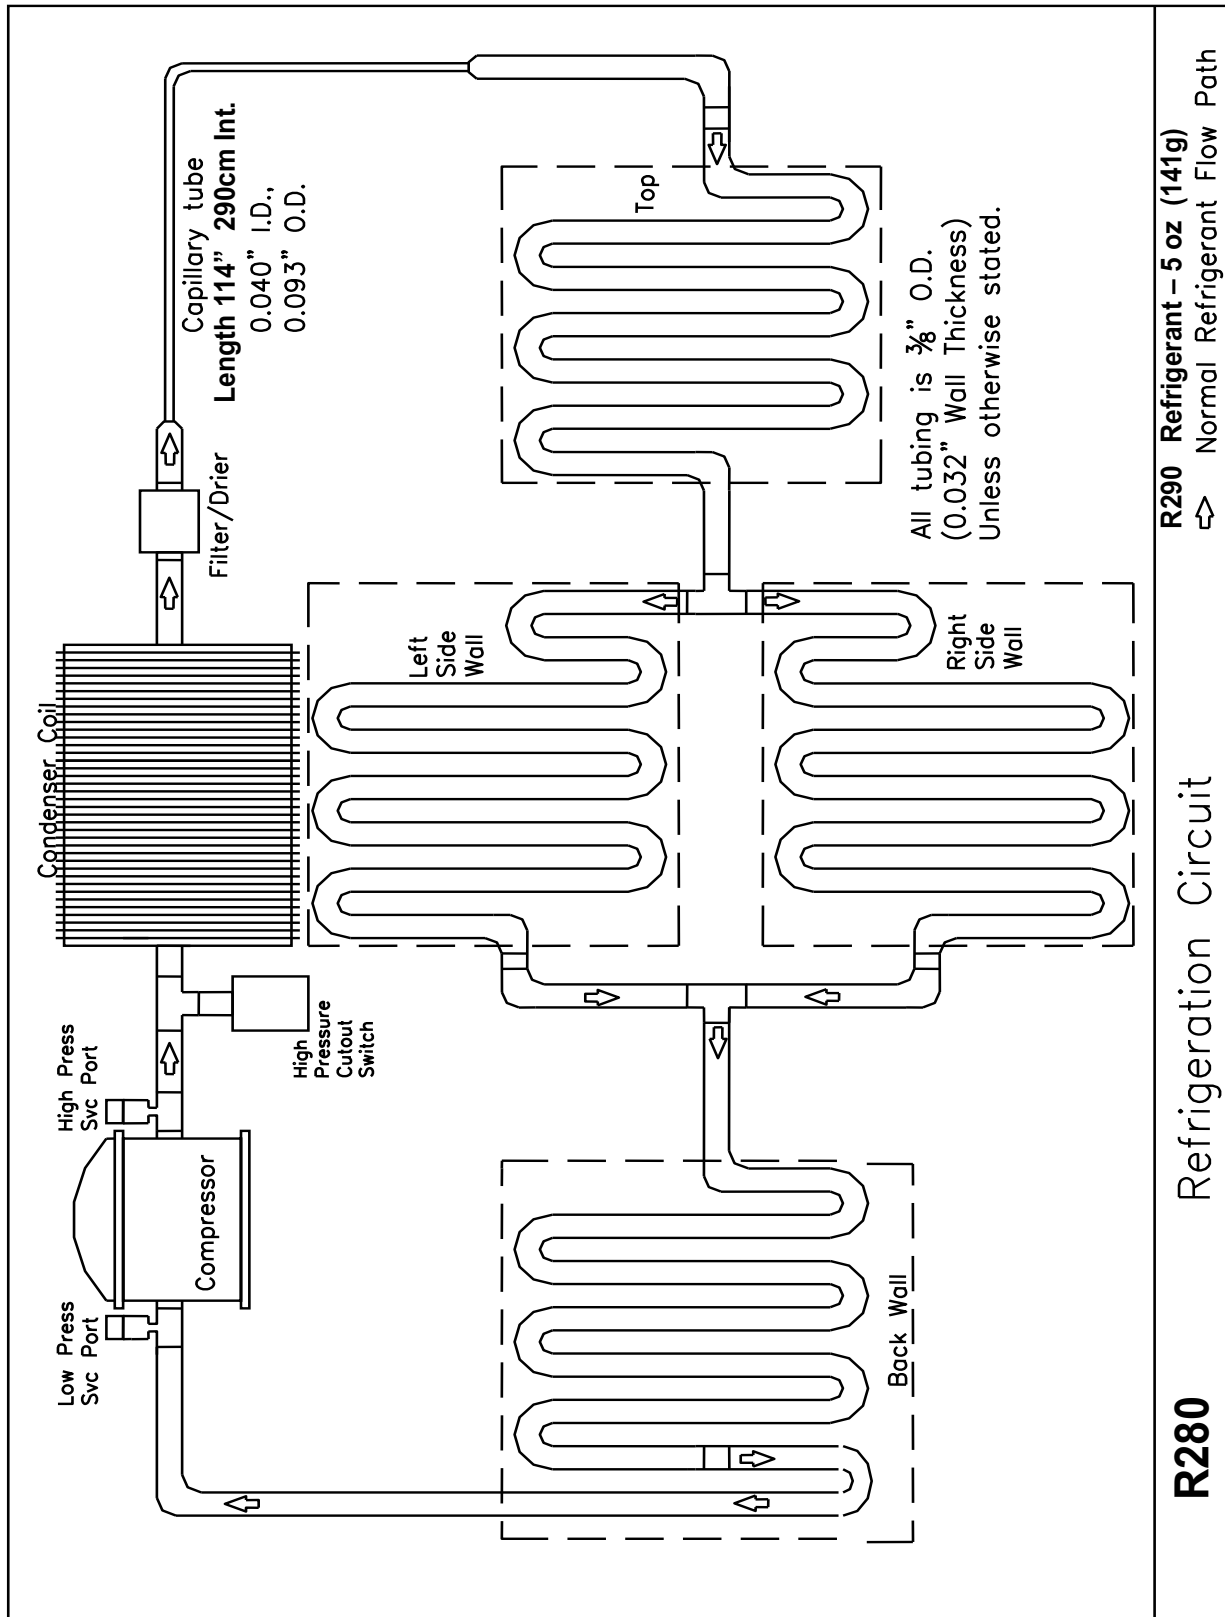 Low Press
Svc Port
High Press
Svc Port
Compressor
High
Pressure
Cutout
Switch
Condenser Coil
Filter/Drier
Capillary tube
Length 114” 290cm Int.
0.040” I.D.,
0.093” O.D.
Left
Side
Wall
Top
Back Wall
Right
Side
Wall
All tubing is ⅜” O.D.
(0.032” Wall Thickness)
Unless otherwise stated.
R280
Refrigeration Circuit
R290 Refrigerant – 5 oz (141g)
Normal Refrigerant Flow Path